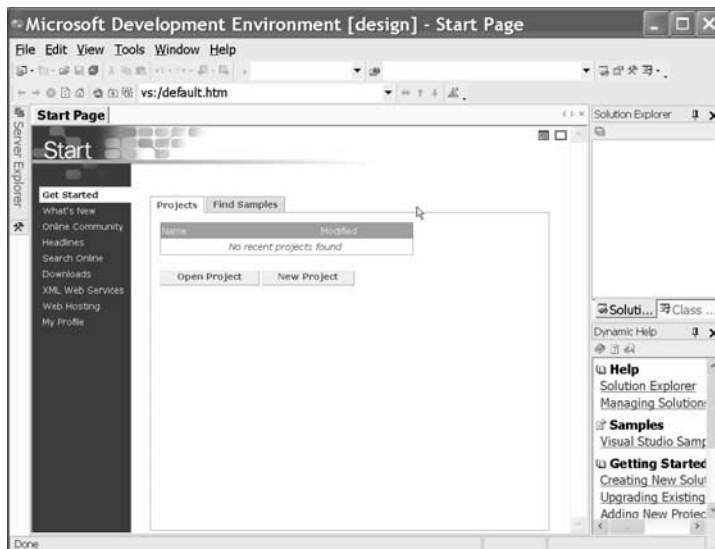 Microsoft Development Environment [design] - Start Page
File Edit View Tools Window Help
vs:/default.htm
Server Explorer
Start Page
Start
Get Started
What's New
Online Community
Headlines
Search Online
Downloads
XML Web Services
Web Hosting
My Profile
Projects Find Samples
Name Modified
No recent projects found
Open Project New Project
Solution Explorer
Soluti... Class ...
Dynamic Help
Help
Solution Explorer
Managing Solution
Samples
Visual Studio Samp
Getting Started
Creating New Solut
Upgrading Existing
Adding New Projec
Done